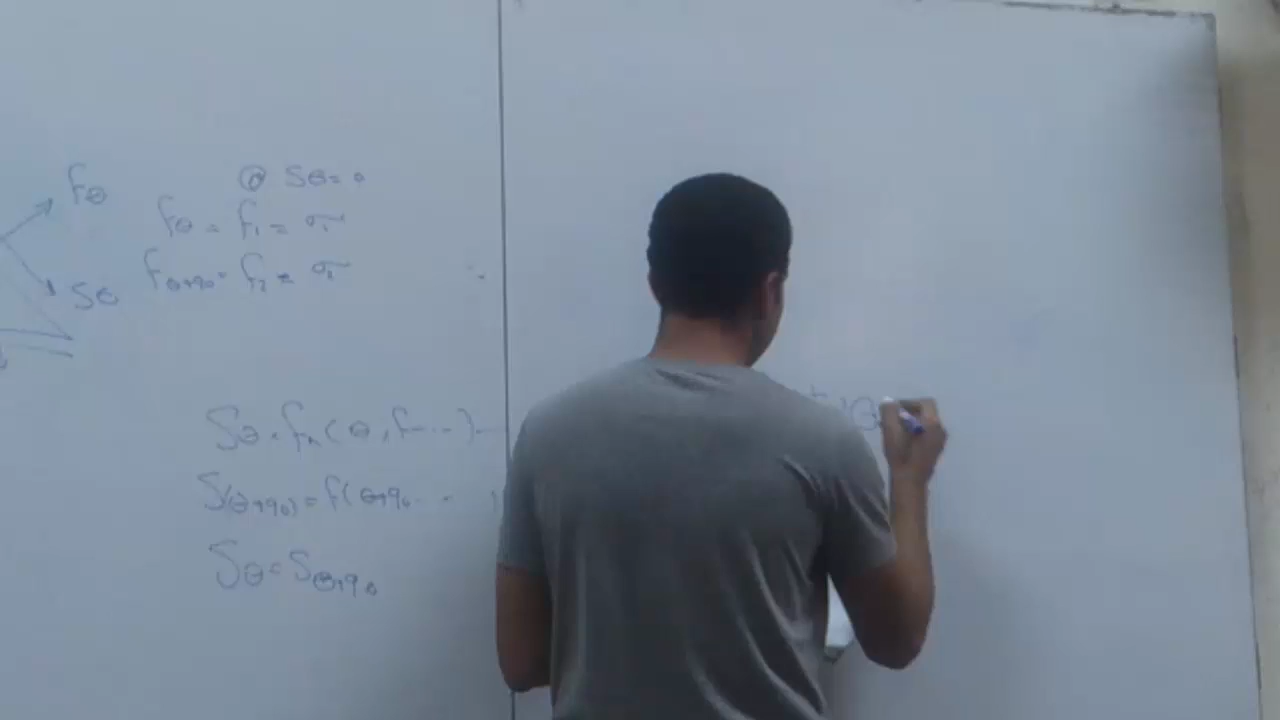 fθ
@ Sθ = 0
fθ = f₁ = σ₁
fθ+90 = f₂ = σ₂
Sθ
Sθ = fn(θ, f---)---
S(θ+90) = f(θ+90 ---
Sθ = Sθ+90